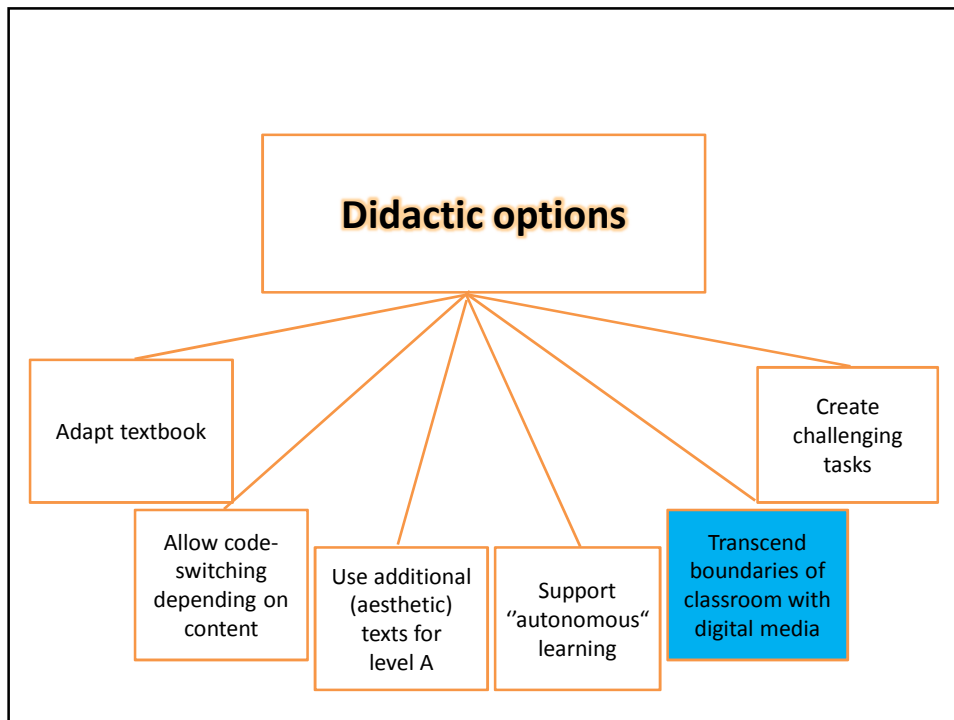 Didactic options
Adapt textbook
Allow code-
switching
depending on
content
Use additional
(aesthetic)
texts for
level A
Support
‘’autonomous“
learning
Transcend
boundaries of
classroom with
digital media
Create
challenging
tasks